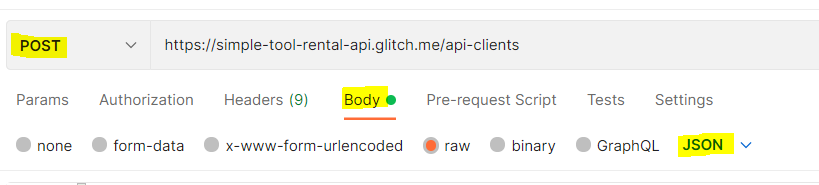 POST https://simple-tool-rental-api.glitch.me/api-clients
Params Authorization Headers (9) Body Pre-request Script Tests Settings
none form-data x-www-form-urlencoded raw binary GraphQL JSON